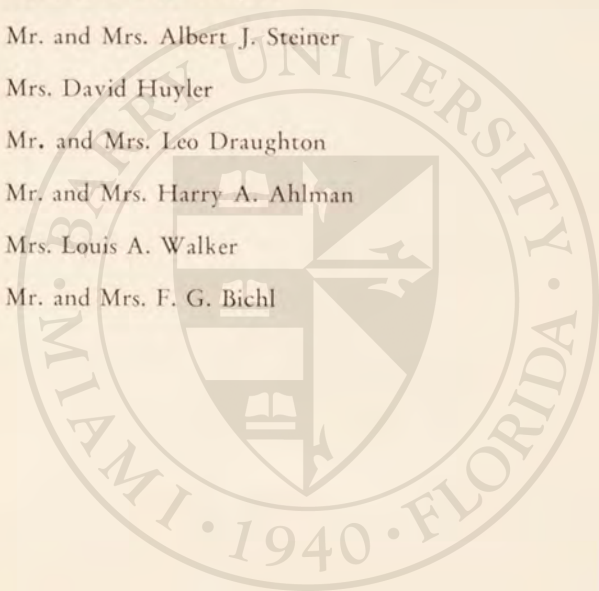 Mr. and Mrs. Albert J. Steiner
Mrs. David Huyler
Mr. and Mrs. Leo Draughton
Mr. and Mrs. Harry A. Ahlman
Mrs. Louis A. Walker
Mr. and Mrs. F. G. Bichl
BARRY UNIVERSITY
MIAMI · 1940 · FLORIDA